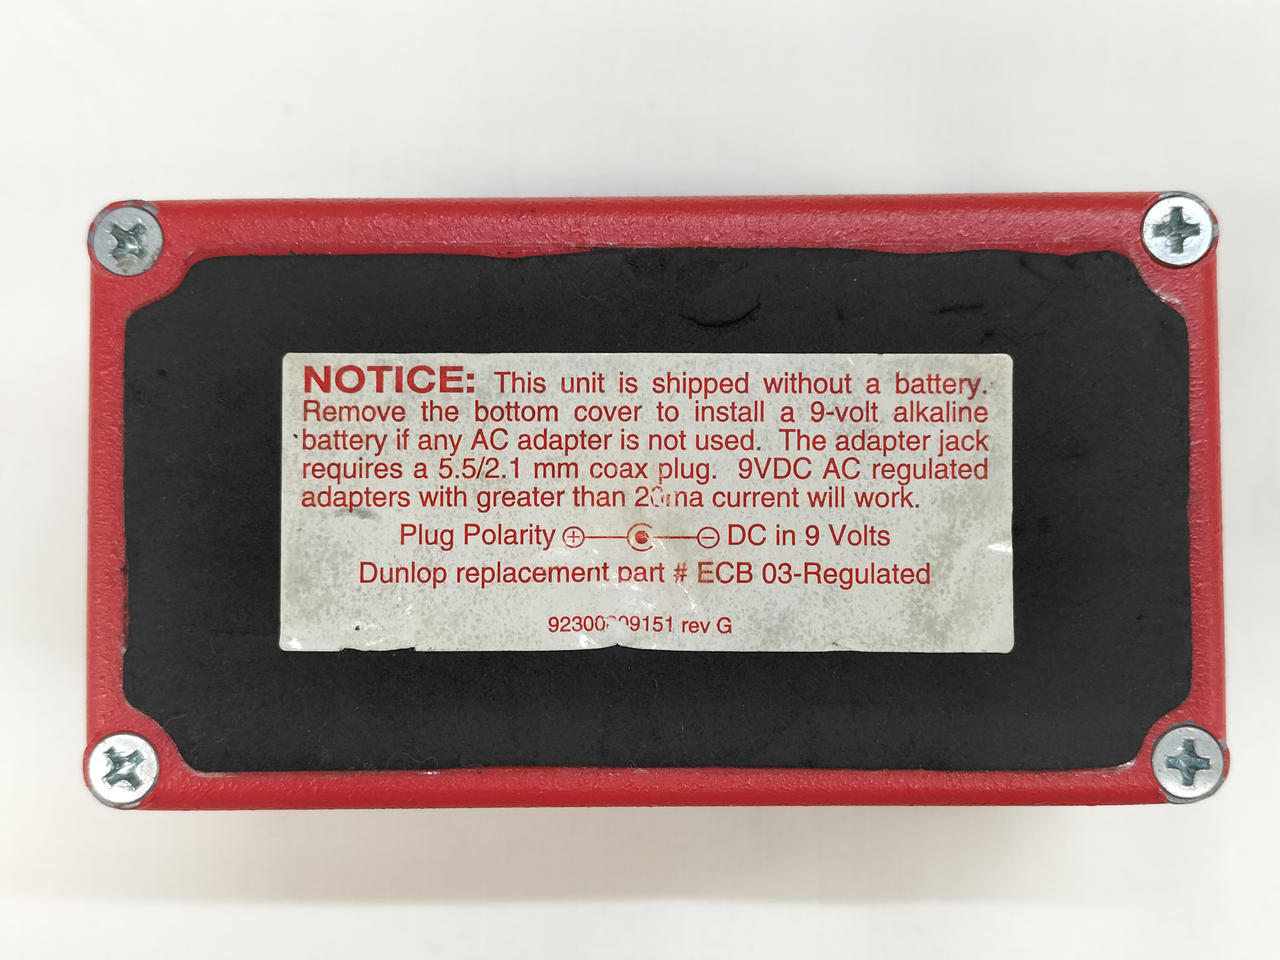 NOTICE: This unit is shipped without a battery.
Remove the bottom cover to install a 9-volt alkaline
battery if any AC adapter is not used. The adapter jack
requires a 5.5/2.1 mm coax plug. 9VDC AC regulated
adapters with greater than 20ma current will work.
Plug Polarity + - DC in 9 Volts
Dunlop replacement part # ECB 03-Regulated
rev G